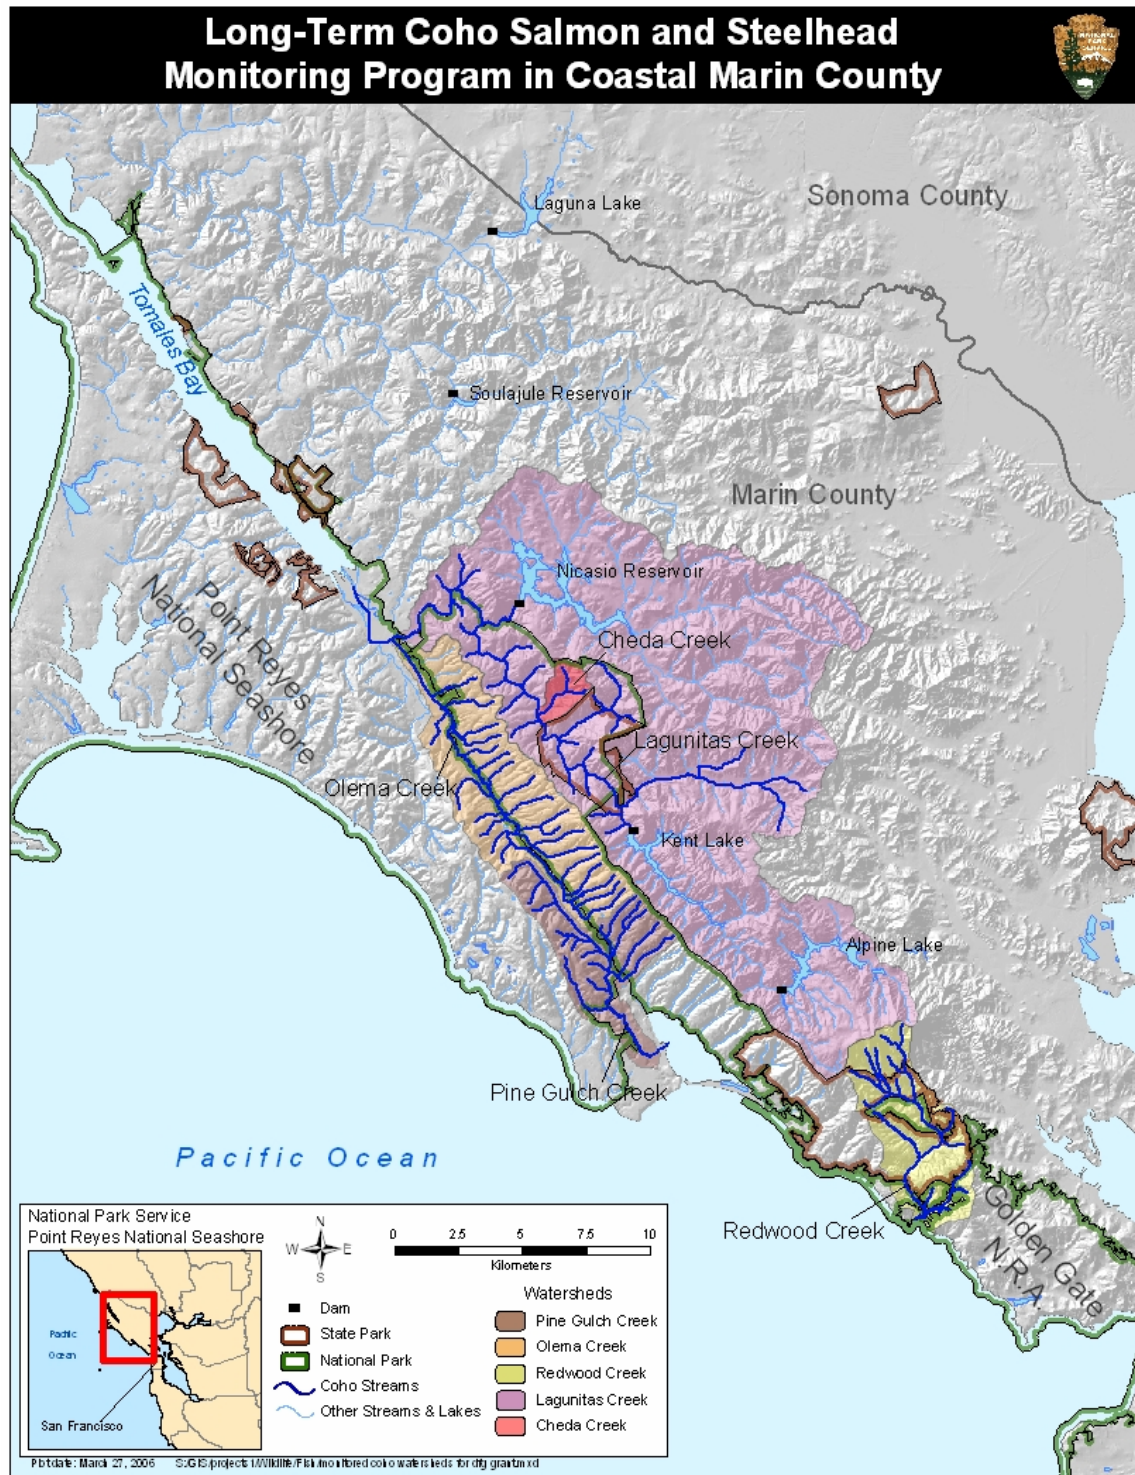 Long-Term Coho Salmon and Steelhead
Monitoring Program in Coastal Marin County
NATIONAL
PARK
SERVICE
Laguna Lake
Sonoma County
Tomales Bay
Soulajule Reservoir
Marin County
Nicasio Reservoir
Point Reyes
National Seashore
Cheda Creek
Lagunitas Creek
Olema Creek
Kent Lake
Alpine Lake
Pine Gulch Creek
Pacific Ocean
Redwood Creek
Golden Gate
N.R.A.
National Park Service
Point Reyes National Seashore
Pacific
Ocean
San Francisco
N
W E
S
0 2.5 5 7.5 10
Kilometers
Dam
State Park
National Park
Coho Streams
Other Streams & Lakes
Watersheds
Pine Gulch Creek
Olema Creek
Redwood Creek
Lagunitas Creek
Cheda Creek
Plot date: March 27, 2006